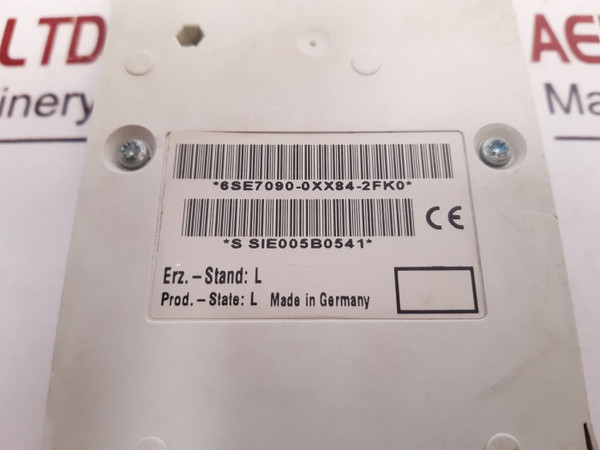 LTD
inery
AE
Ma
*6SE7090-0XX84-2FK0*
*S SIE005B0541*
CE
Erz.-Stand: L
Prod.-State: L Made in Germany